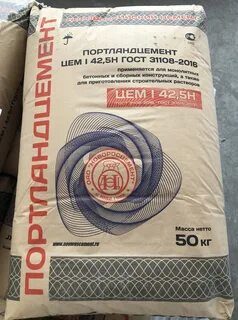 ПОРТЛАНДЦЕМЕНТ
ПОРТЛАНДЦЕМЕНТ
ЦЕМ I 42,5Н ГОСТ 31108-2016
применяется для монолитных
бетонных и сборных конструкций, а также
для приготовления строительных растворов
ЦЕМ I 42,5Н
Масса нетто
50 кг